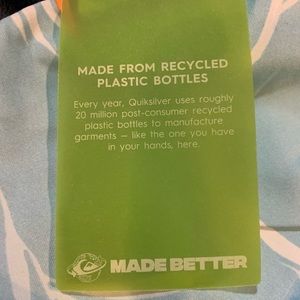 MADE FROM RECYCLED
PLASTIC BOTTLES
Every year, Quiksilver uses roughly
20 million post-consumer recycled
plastic bottles to manufacture
garments – like the one you have
in your hands, here.
MADE BETTER